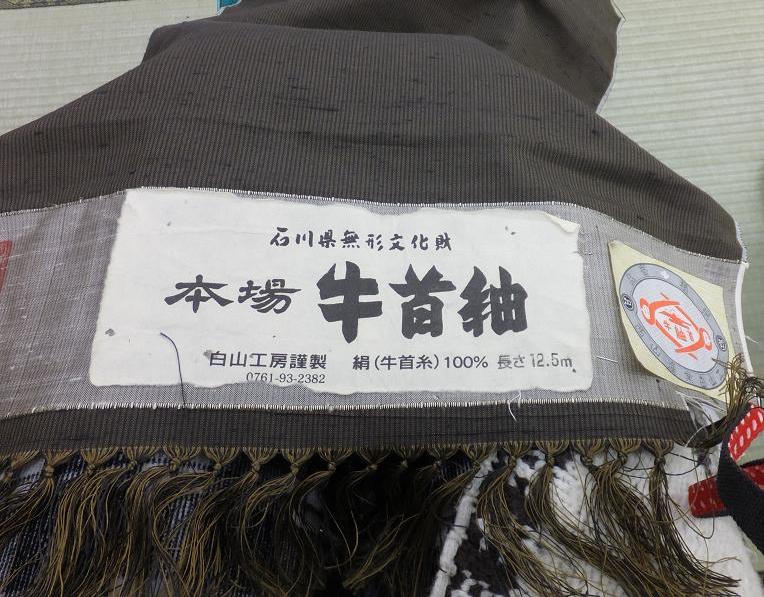 石川県無形文化財
本場 牛首紬
白山工房謹製 絹(牛首糸)100% 長さ12.5m
0761-93-2382